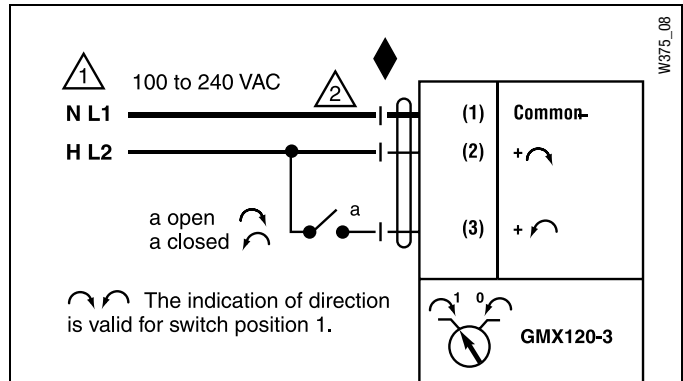 W375_08
1 100 to 240 VAC 2
N L1 (1) Common-
H L2 (2) +
a open a
a closed (3) +
The indication of direction
is valid for switch position 1.
1 0
GMX120-3